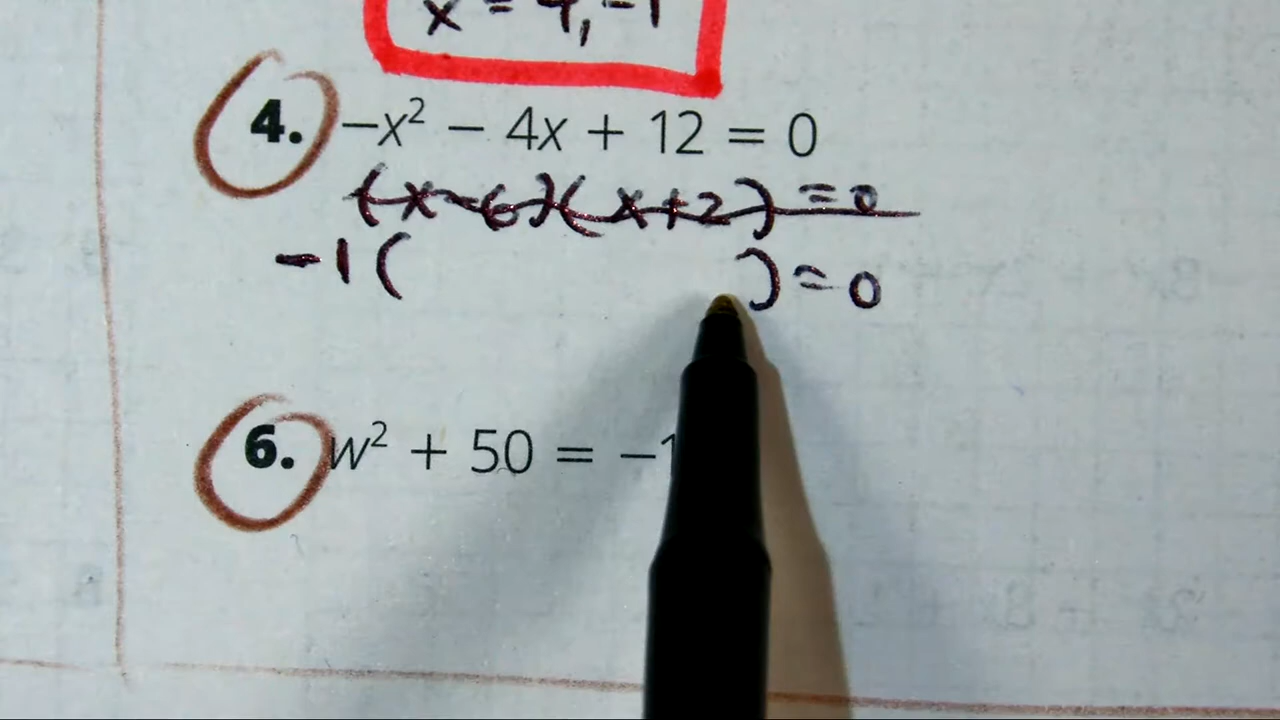 x = 4, -1
4. –x² – 4x + 12 = 0
(x-6)(x+2) = 0
-1( ) = 0
6. w² + 50 = –1